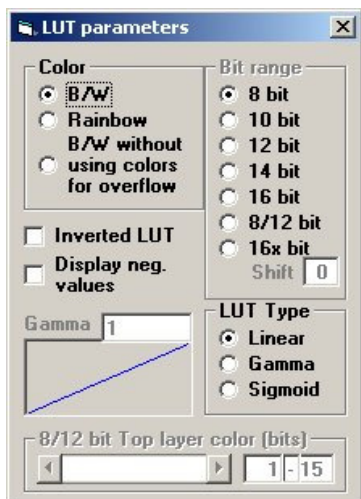 LUT parameters
Color
B/W
Rainbow
B/W without
using colors
for overflow
Inverted LUT
Display neg.
values
Gamma 1
Bit range
8 bit
10 bit
12 bit
14 bit
16 bit
8/12 bit
16x bit
Shift 0
LUT Type
Linear
Gamma
Sigmoid
8/12 bit Top layer color (bits)
1 - 15